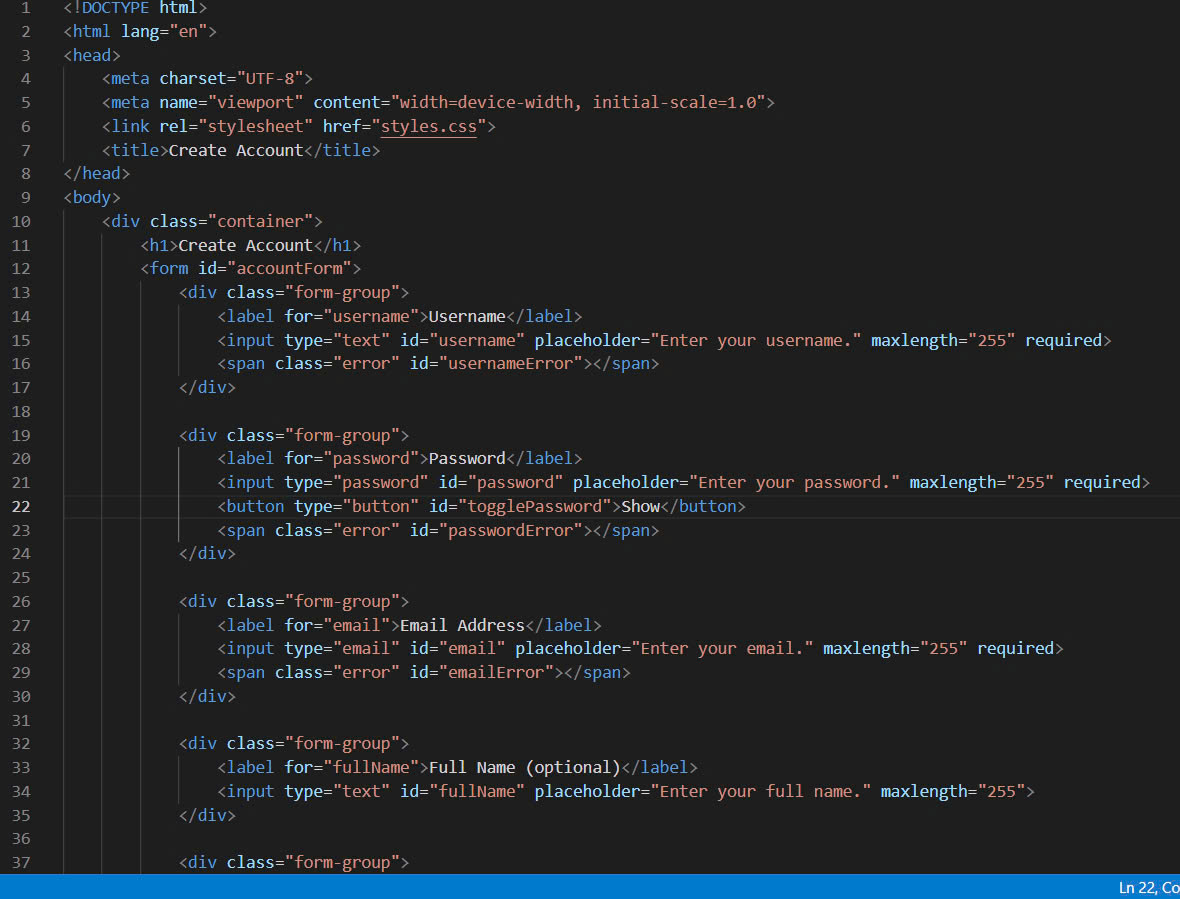 1 <!DOCTYPE html>
2 <html lang="en">
3 <head>
4     <meta charset="UTF-8">
5     <meta name="viewport" content="width=device-width, initial-scale=1.0">
6     <link rel="stylesheet" href="styles.css">
7     <title>Create Account</title>
8 </head>
9 <body>
10     <div class="container">
11         <h1>Create Account</h1>
12         <form id="accountForm">
13             <div class="form-group">
14                 <label for="username">Username</label>
15                 <input type="text" id="username" placeholder="Enter your username." maxlength="255" required>
16                 <span class="error" id="usernameError"></span>
17             </div>
18
19             <div class="form-group">
20                 <label for="password">Password</label>
21                 <input type="password" id="password" placeholder="Enter your password." maxlength="255" required>
22                 <button type="button" id="togglePassword">Show</button>
23                 <span class="error" id="passwordError"></span>
24             </div>
25
26             <div class="form-group">
27                 <label for="email">Email Address</label>
28                 <input type="email" id="email" placeholder="Enter your email." maxlength="255" required>
29                 <span class="error" id="emailError"></span>
30             </div>
31
32             <div class="form-group">
33                 <label for="fullName">Full Name (optional)</label>
34                 <input type="text" id="fullName" placeholder="Enter your full name." maxlength="255">
35             </div>
36
37             <div class="form-group">
Ln 22, Co